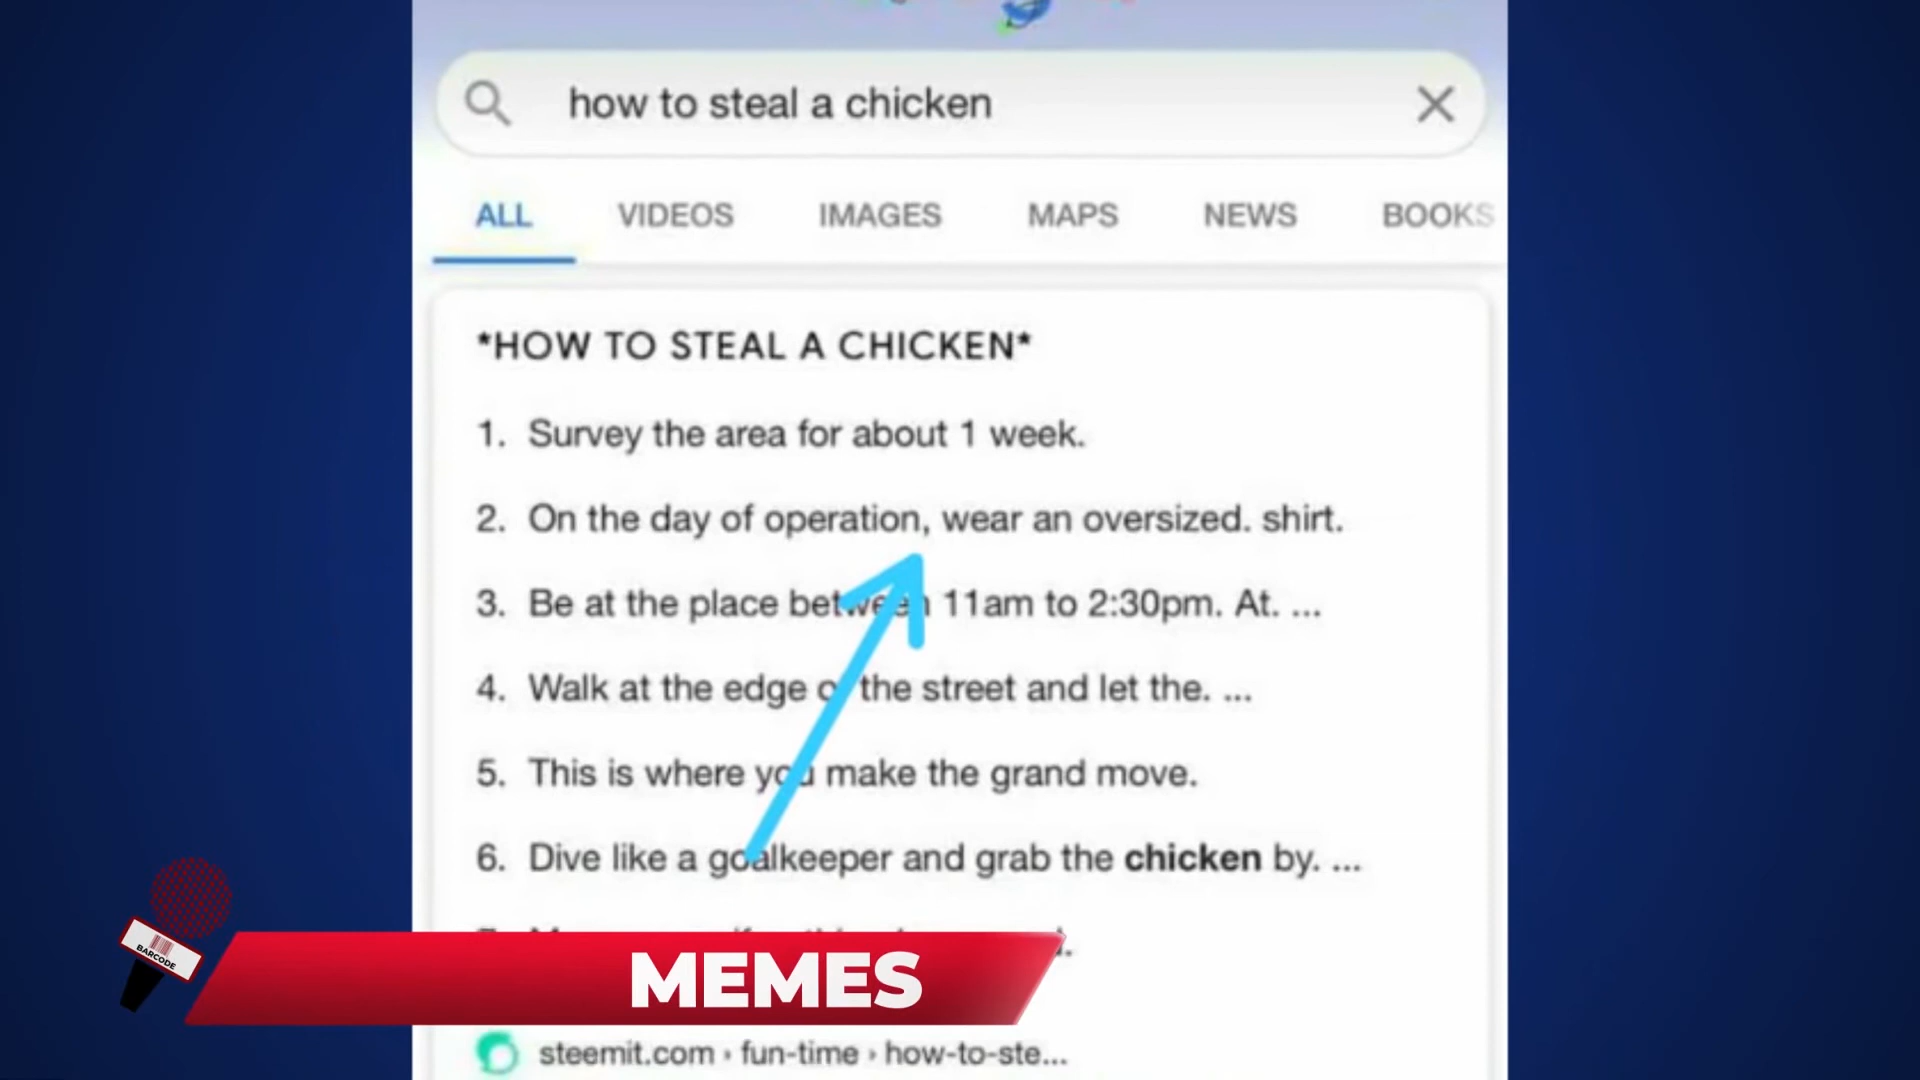 how to steal a chicken
ALL VIDEOS IMAGES MAPS NEWS BOOKS
*HOW TO STEAL A CHICKEN*
1. Survey the area for about 1 week.
2. On the day of operation, wear an oversized. shirt.
3. Be at the place between 11am to 2:30pm. At. ...
4. Walk at the edge of the street and let the. ...
5. This is where you make the grand move.
6. Dive like a goalkeeper and grab the chicken by. ...
BARCODE
MEMES
steemit.com › fun-time › how-to-ste...